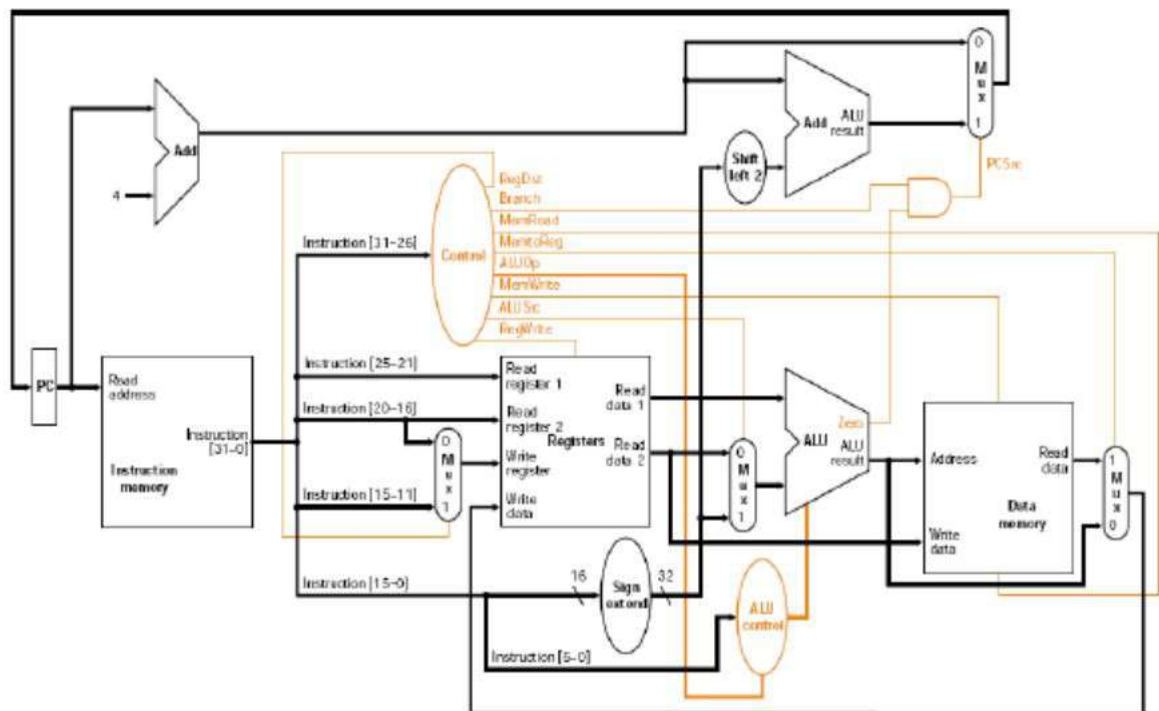 0
M
u
x
1
Add
ALU
result
Add
Shift
left 2
4
PCSrc
RegDst
Branch
MemRead
MemtoReg
ALUOp
MemWrite
ALUSrc
RegWrite
Control
Instruction [31–26]
Instruction [25–21]
Instruction [20–16]
Instruction [15–11]
Instruction [15–0]
Instruction [5–0]
PC
Read
address
Instruction
[31–0]
Instruction
memory
0
M
u
x
1
Read
register 1
Read
register 2
Write
register
Write
data
Registers
Read
data 1
Read
data 2
16
Sign
extend
32
0
M
u
x
1
Zero
ALU
ALU
result
ALU
control
Address
Read
data
Data
memory
Write
data
1
M
u
x
0